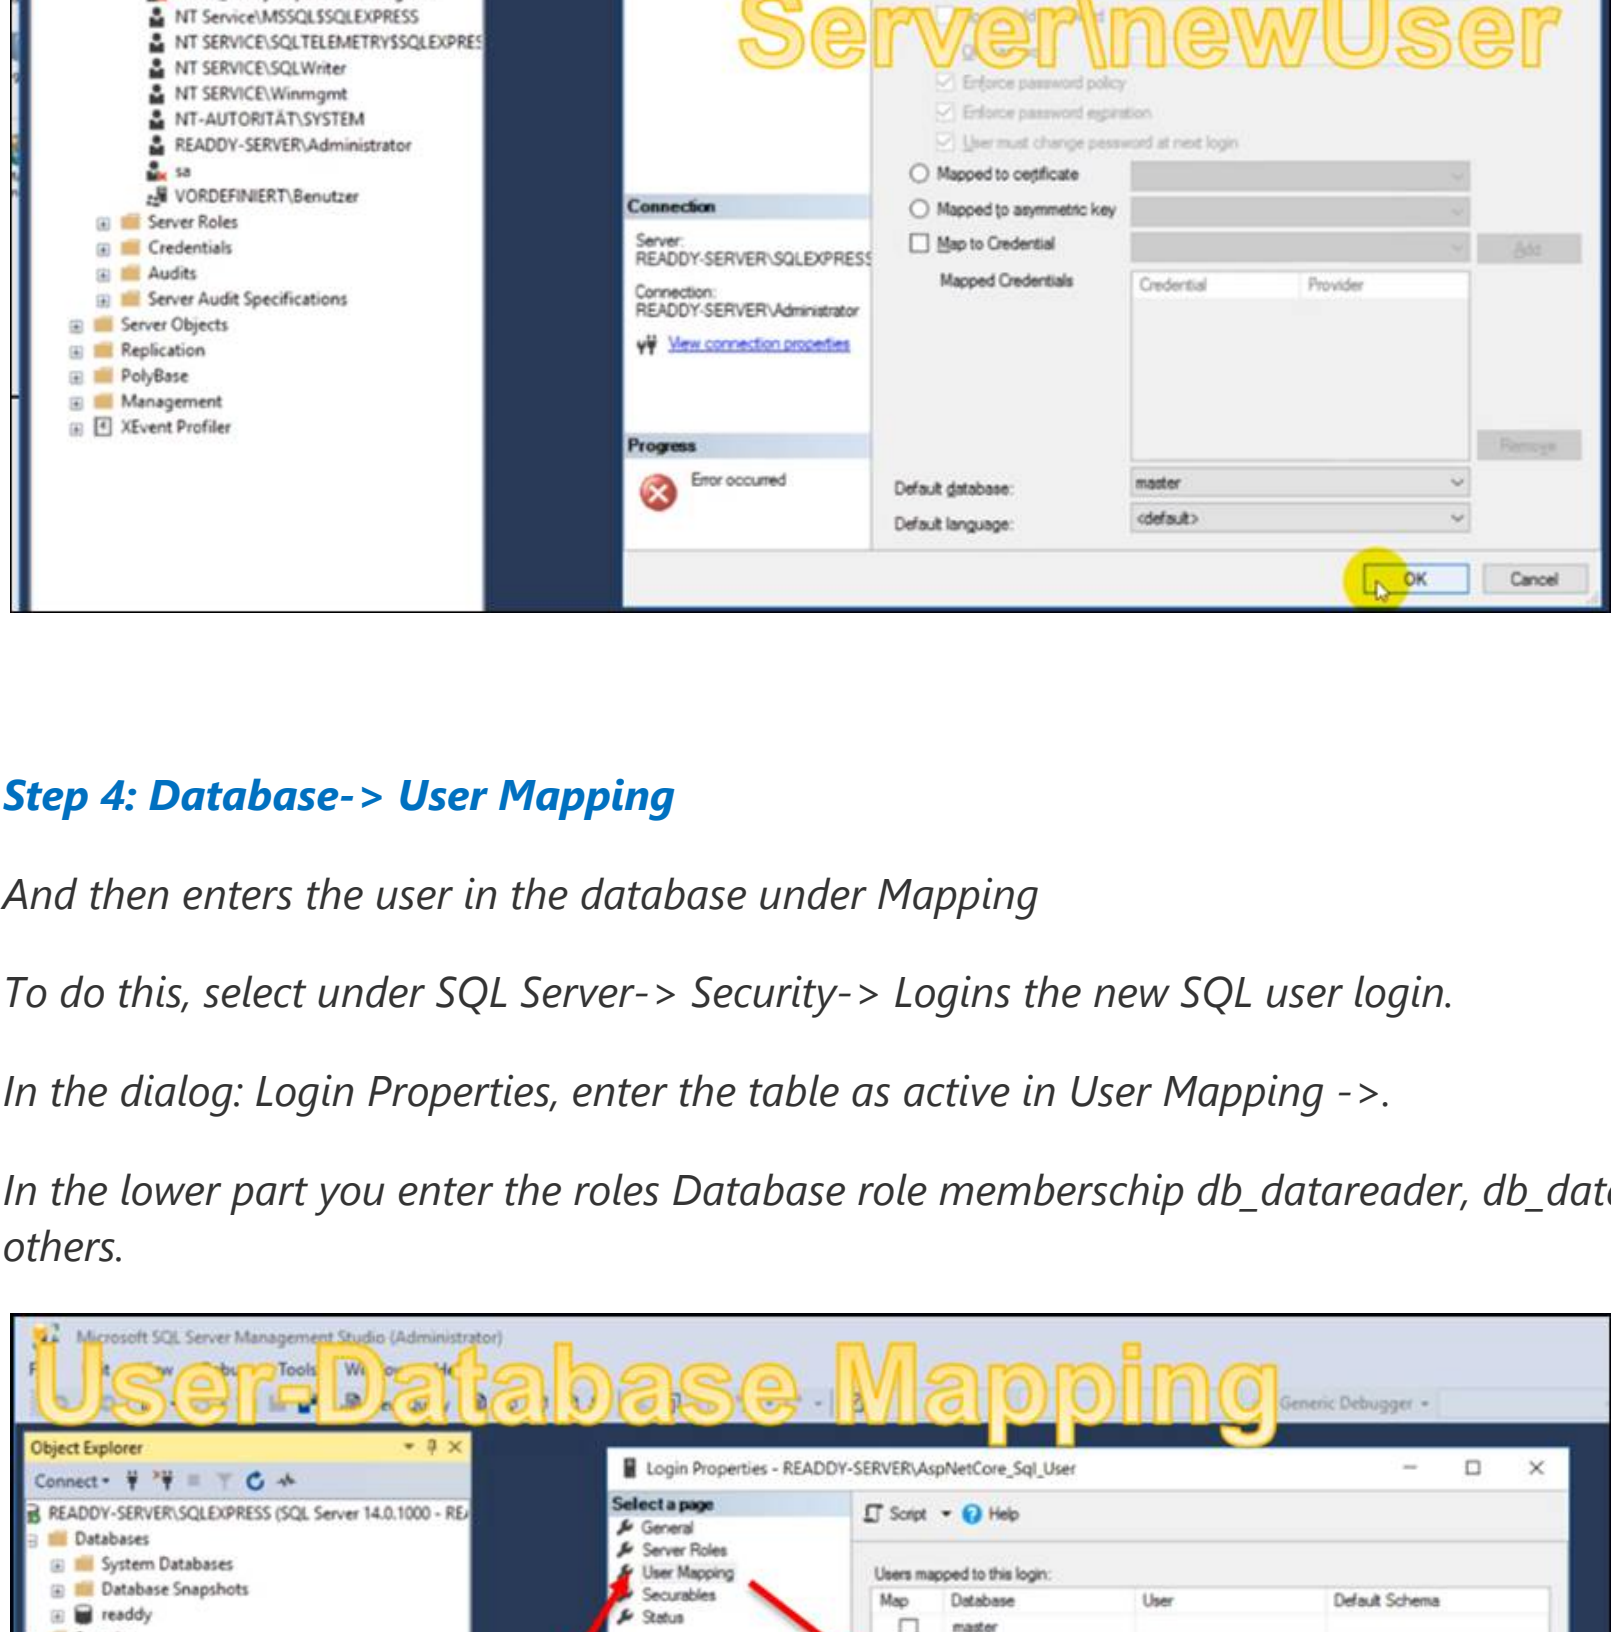 NT Service\MSSQL$SQLEXPRESS
NT SERVICE\SQLTELEMETRY$SQLEXPRES
NT SERVICE\SQLWriter
NT SERVICE\Winmgmt
NT-AUTORITÄT\SYSTEM
READDY-SERVER\Administrator
sa
VORDEFINIERT\Benutzer
Server Roles
Credentials
Audits
Server Audit Specifications
Server Objects
Replication
PolyBase
Management
XEvent Profiler
Server\newUser
Enforce password policy
Enforce password expiration
User must change password at next login
Mapped to certificate
Mapped to asymmetric key
Map to Credential
Add
Mapped Credentials
Credential Provider
Remove
Connection
Server:
READDY-SERVER\SQLEXPRESS
Connection:
READDY-SERVER\Administrator
View connection properties
Progress
Error occurred
Default database: master
Default language: <default>
OK Cancel
Step 4: Database-> User Mapping
And then enters the user in the database under Mapping
To do this, select under SQL Server-> Security-> Logins the new SQL user login.
In the dialog: Login Properties, enter the table as active in User Mapping ->.
In the lower part you enter the roles Database role memberschip db_datareader, db_data
others.
Microsoft SQL Server Management Studio (Administrator)
User-Database Mapping
Tools
Generic Debugger
Object Explorer
Connect
READDY-SERVER\SQLEXPRESS (SQL Server 14.0.1000 - REA
Databases
System Databases
Database Snapshots
readdy
Login Properties - READDY-SERVER\AspNetCore_Sql_User
Select a page
General
Server Roles
User Mapping
Securables
Status
Script Help
Users mapped to this login:
Map Database User Default Schema
master